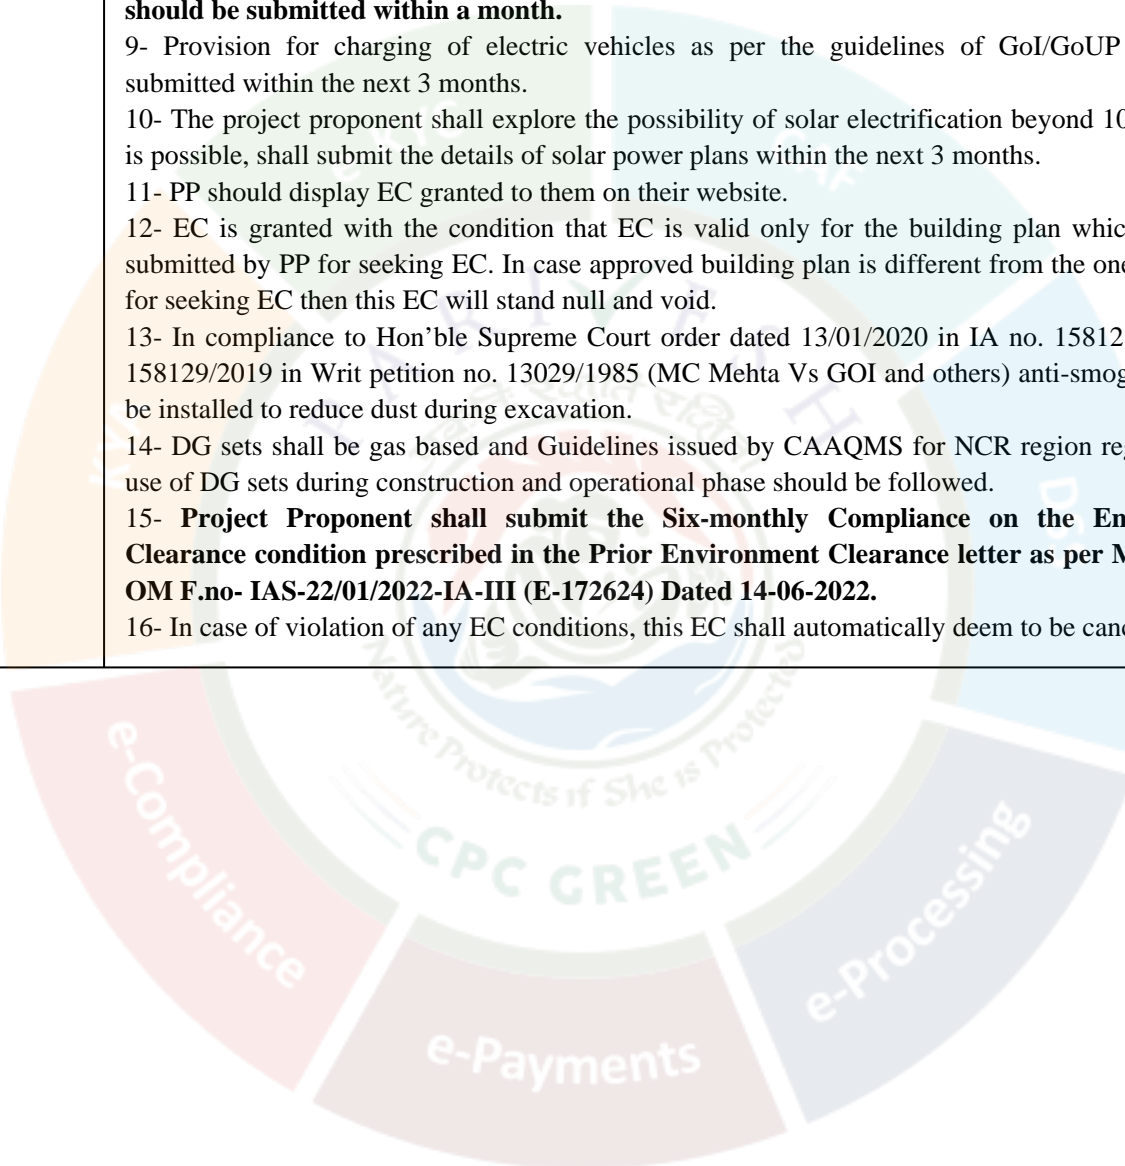 should be submitted within a month.
9- Provision for charging of electric vehicles as per the guidelines of GoI/GoUP
submitted within the next 3 months.
10- The project proponent shall explore the possibility of solar electrification beyond 10
is possible, shall submit the details of solar power plans within the next 3 months.
11- PP should display EC granted to them on their website.
12- EC is granted with the condition that EC is valid only for the building plan whic
submitted by PP for seeking EC. In case approved building plan is different from the one
for seeking EC then this EC will stand null and void.
13- In compliance to Hon’ble Supreme Court order dated 13/01/2020 in IA no. 15812
158129/2019 in Writ petition no. 13029/1985 (MC Mehta Vs GOI and others) anti-smog
be installed to reduce dust during excavation.
14- DG sets shall be gas based and Guidelines issued by CAAQMS for NCR region re
use of DG sets during construction and operational phase should be followed.
15- Project Proponent shall submit the Six-monthly Compliance on the En
Clearance condition prescribed in the Prior Environment Clearance letter as per M
OM F.no- IAS-22/01/2022-IA-III (E-172624) Dated 14-06-2022.
16- In case of violation of any EC conditions, this EC shall automatically deem to be canc
KYC
CAF
PARIVESH
Nature Protects if She is Protected
CPC GREEN
e-Compliance
e-Payments
e-Processing